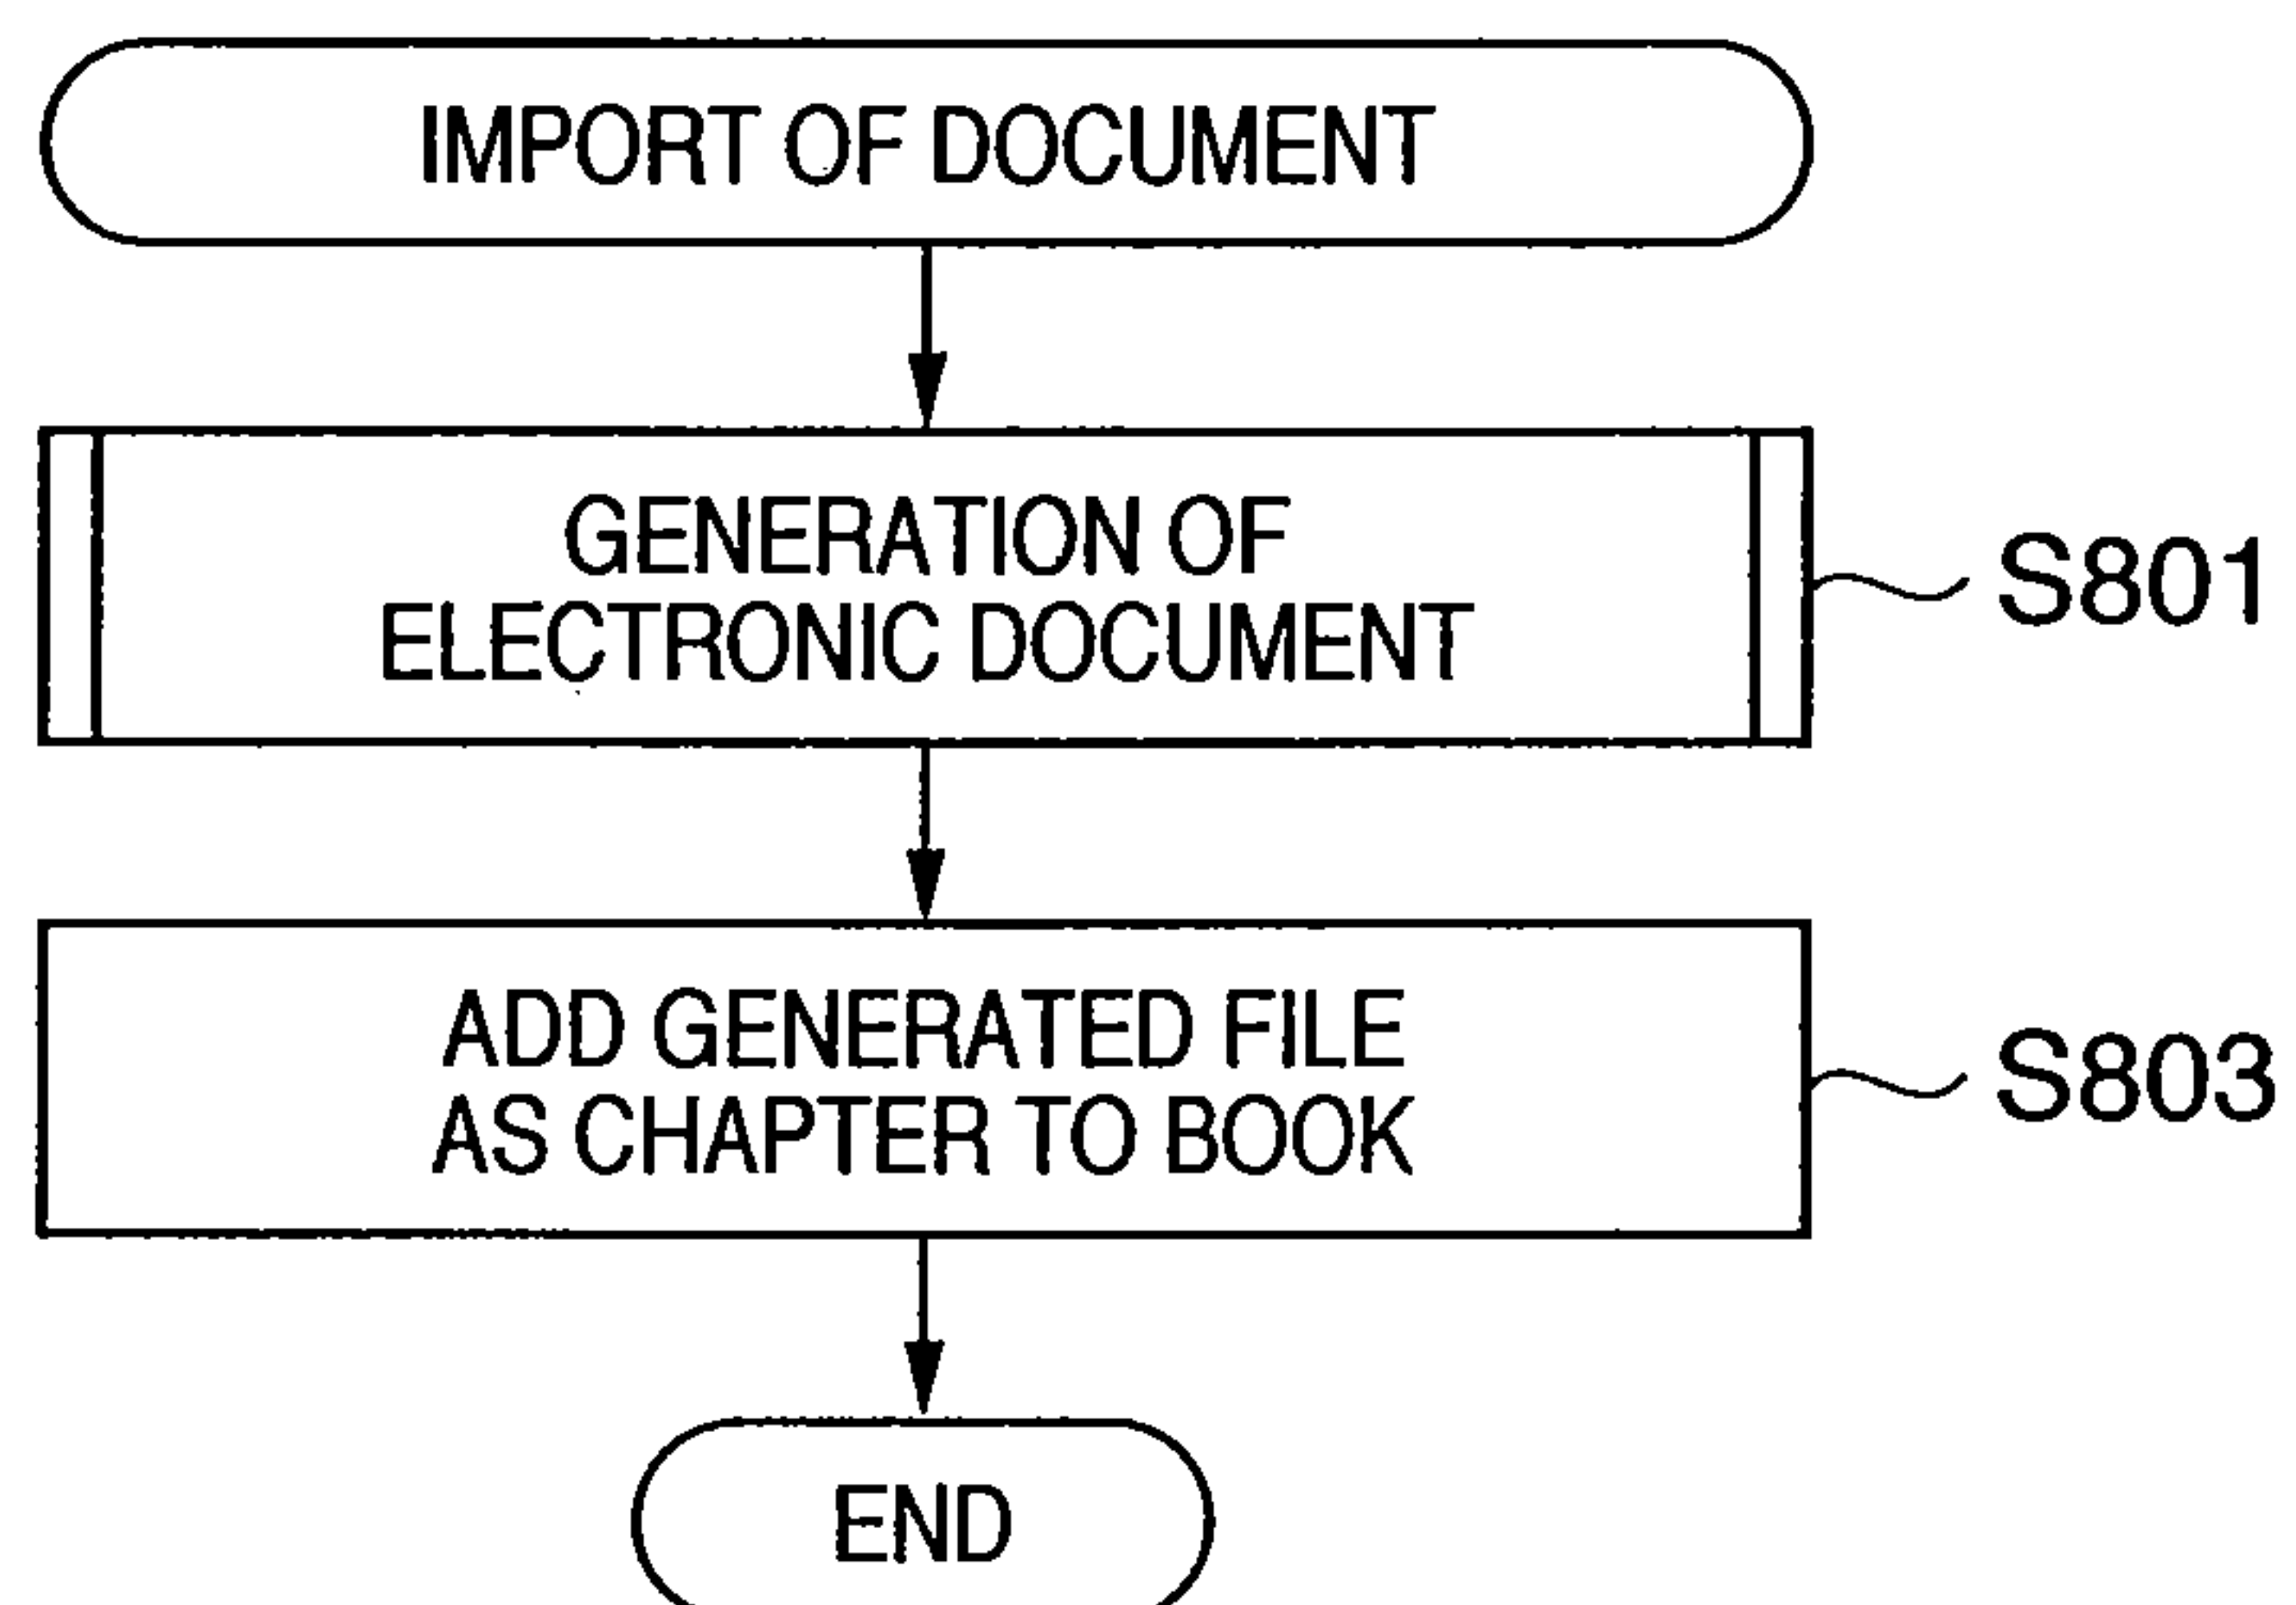 IMPORT OF DOCUMENT
GENERATION OF
ELECTRONIC DOCUMENT
S801
ADD GENERATED FILE
AS CHAPTER TO BOOK
S803
END